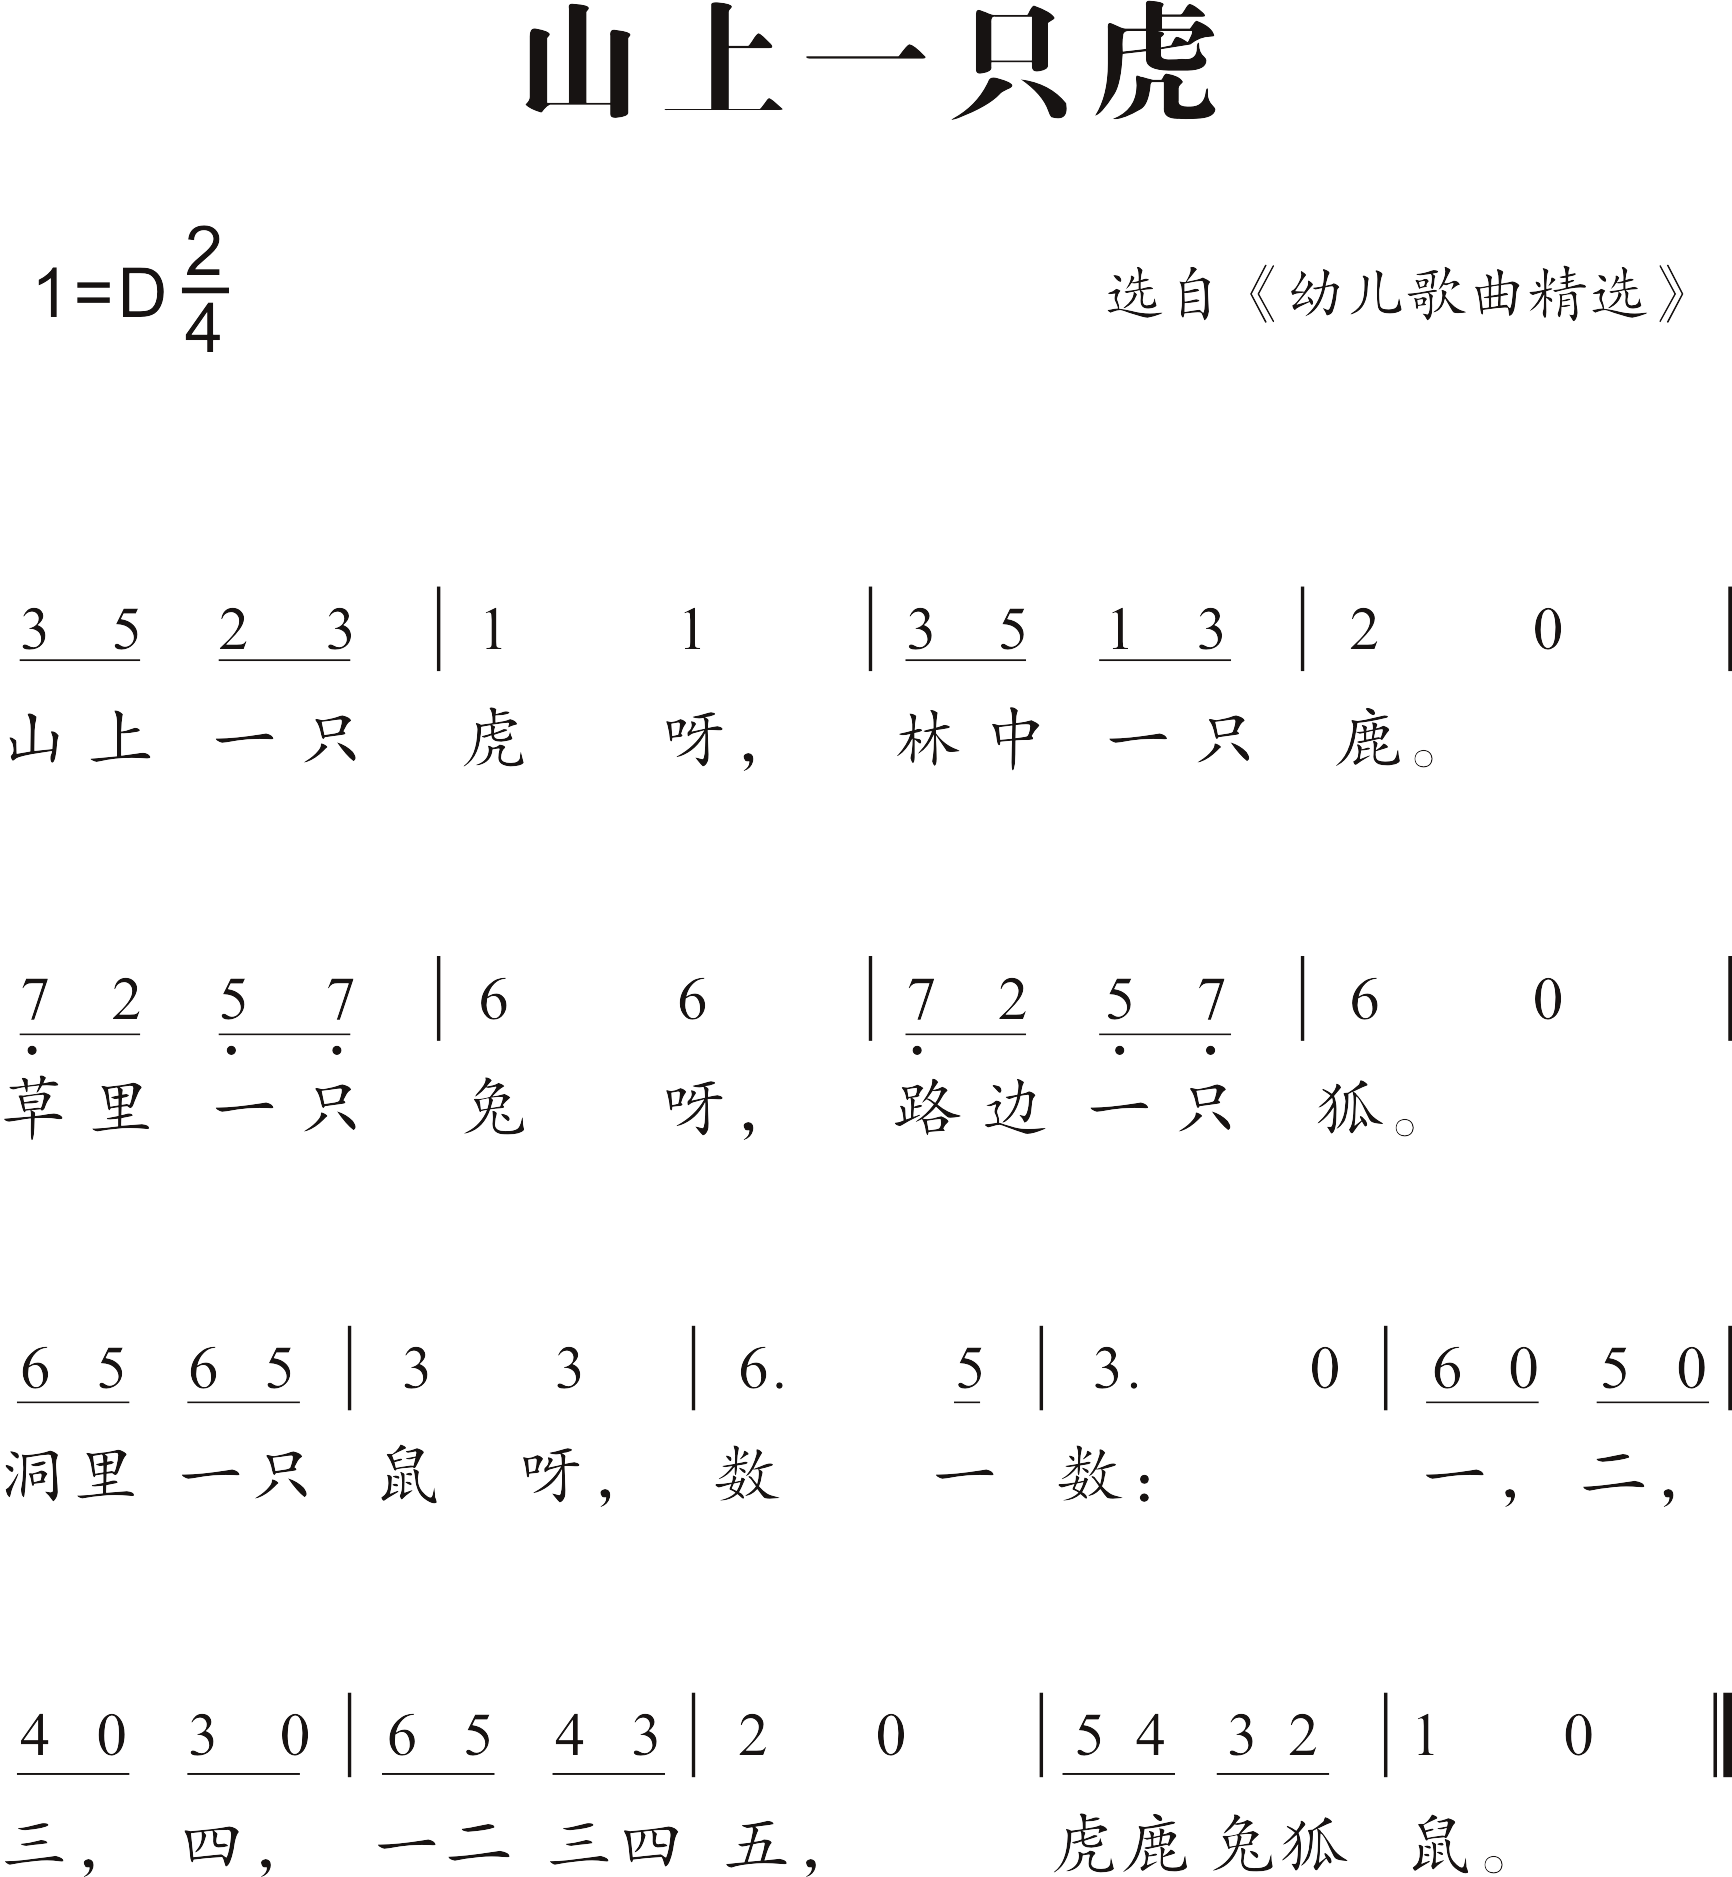 山上一只虎
1=D 2/4 选自《幼儿歌曲精选》
3 5 2 3 | 1 1 | 3 5 1 3 | 2 0 |
山上一只虎呀，林中一只鹿。
7̣ 2 5̣ 7̣ | 6 6 | 7̣ 2 5̣ 7̣ | 6 0 |
草里一只兔呀，路边一只狐。
6 5 6 5 | 3 3 | 6. 5 | 3. 0 | 6 0 5 0 |
洞里一只鼠呀，数一数：一，二，
4 0 3 0 | 6 5 4 3 | 2 0 | 5 4 3 2 | 1 0 ‖
三，四，一二三四五，虎鹿兔狐鼠。